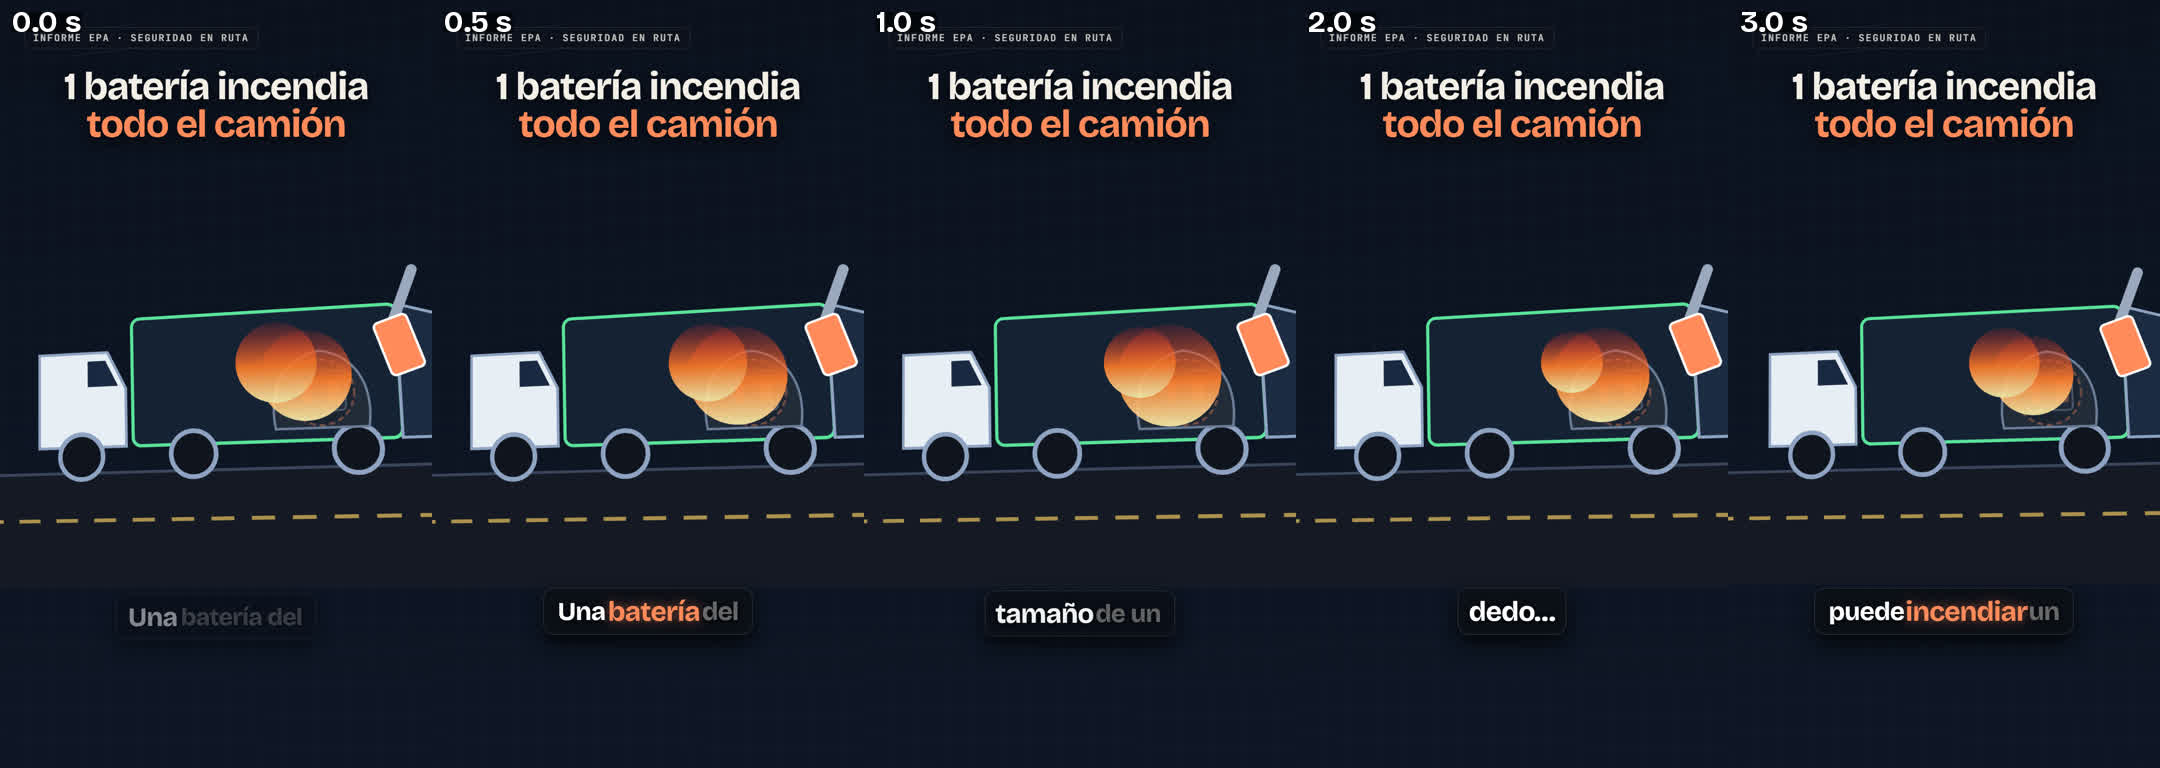 0.0 s
INFORME EPA · SEGURIDAD EN RUTA
1 batería incendia
todo el camión
Una batería del
0.5 s
INFORME EPA · SEGURIDAD EN RUTA
1 batería incendia
todo el camión
Una batería del
1.0 s
INFORME EPA · SEGURIDAD EN RUTA
1 batería incendia
todo el camión
tamaño de un
2.0 s
INFORME EPA · SEGURIDAD EN RUTA
1 batería incendia
todo el camión
dedo...
3.0 s
INFORME EPA · SEGURIDAD EN RUTA
1 batería incendia
todo el camión
puede incendiar un